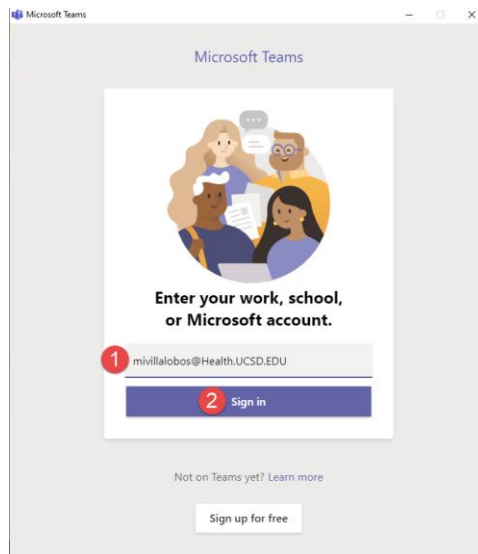 Microsoft Teams
Microsoft Teams
Enter your work, school,
or Microsoft account.
1 mivillalobos@Health.UCSD.EDU
2 Sign in
Not on Teams yet? Learn more
Sign up for free